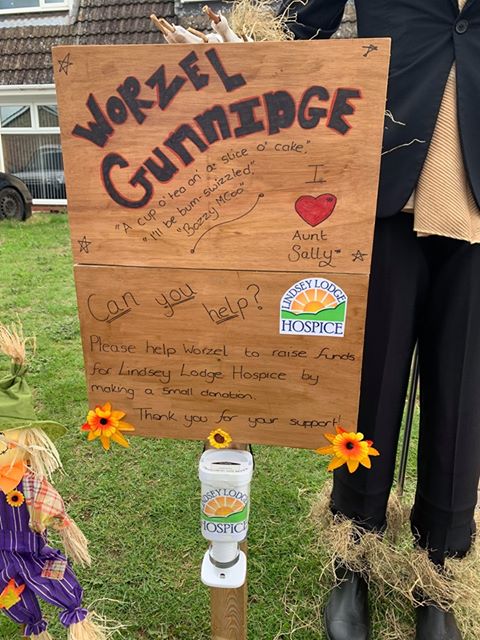 WORZEL
GUNNIDGE
"A cup o' tea an' a slice o' cake,"
"I'll be bum-swizzled,"
"Bozzy MCoo"
I
Aunt
Sally
Can you help?
LINDSEY LODGE
HOSPICE
Please help Worzel to raise funds
for Lindsey Lodge Hospice by
making a small donation.
Thank you for your support!
LINDSEY LODGE
HOSPICE